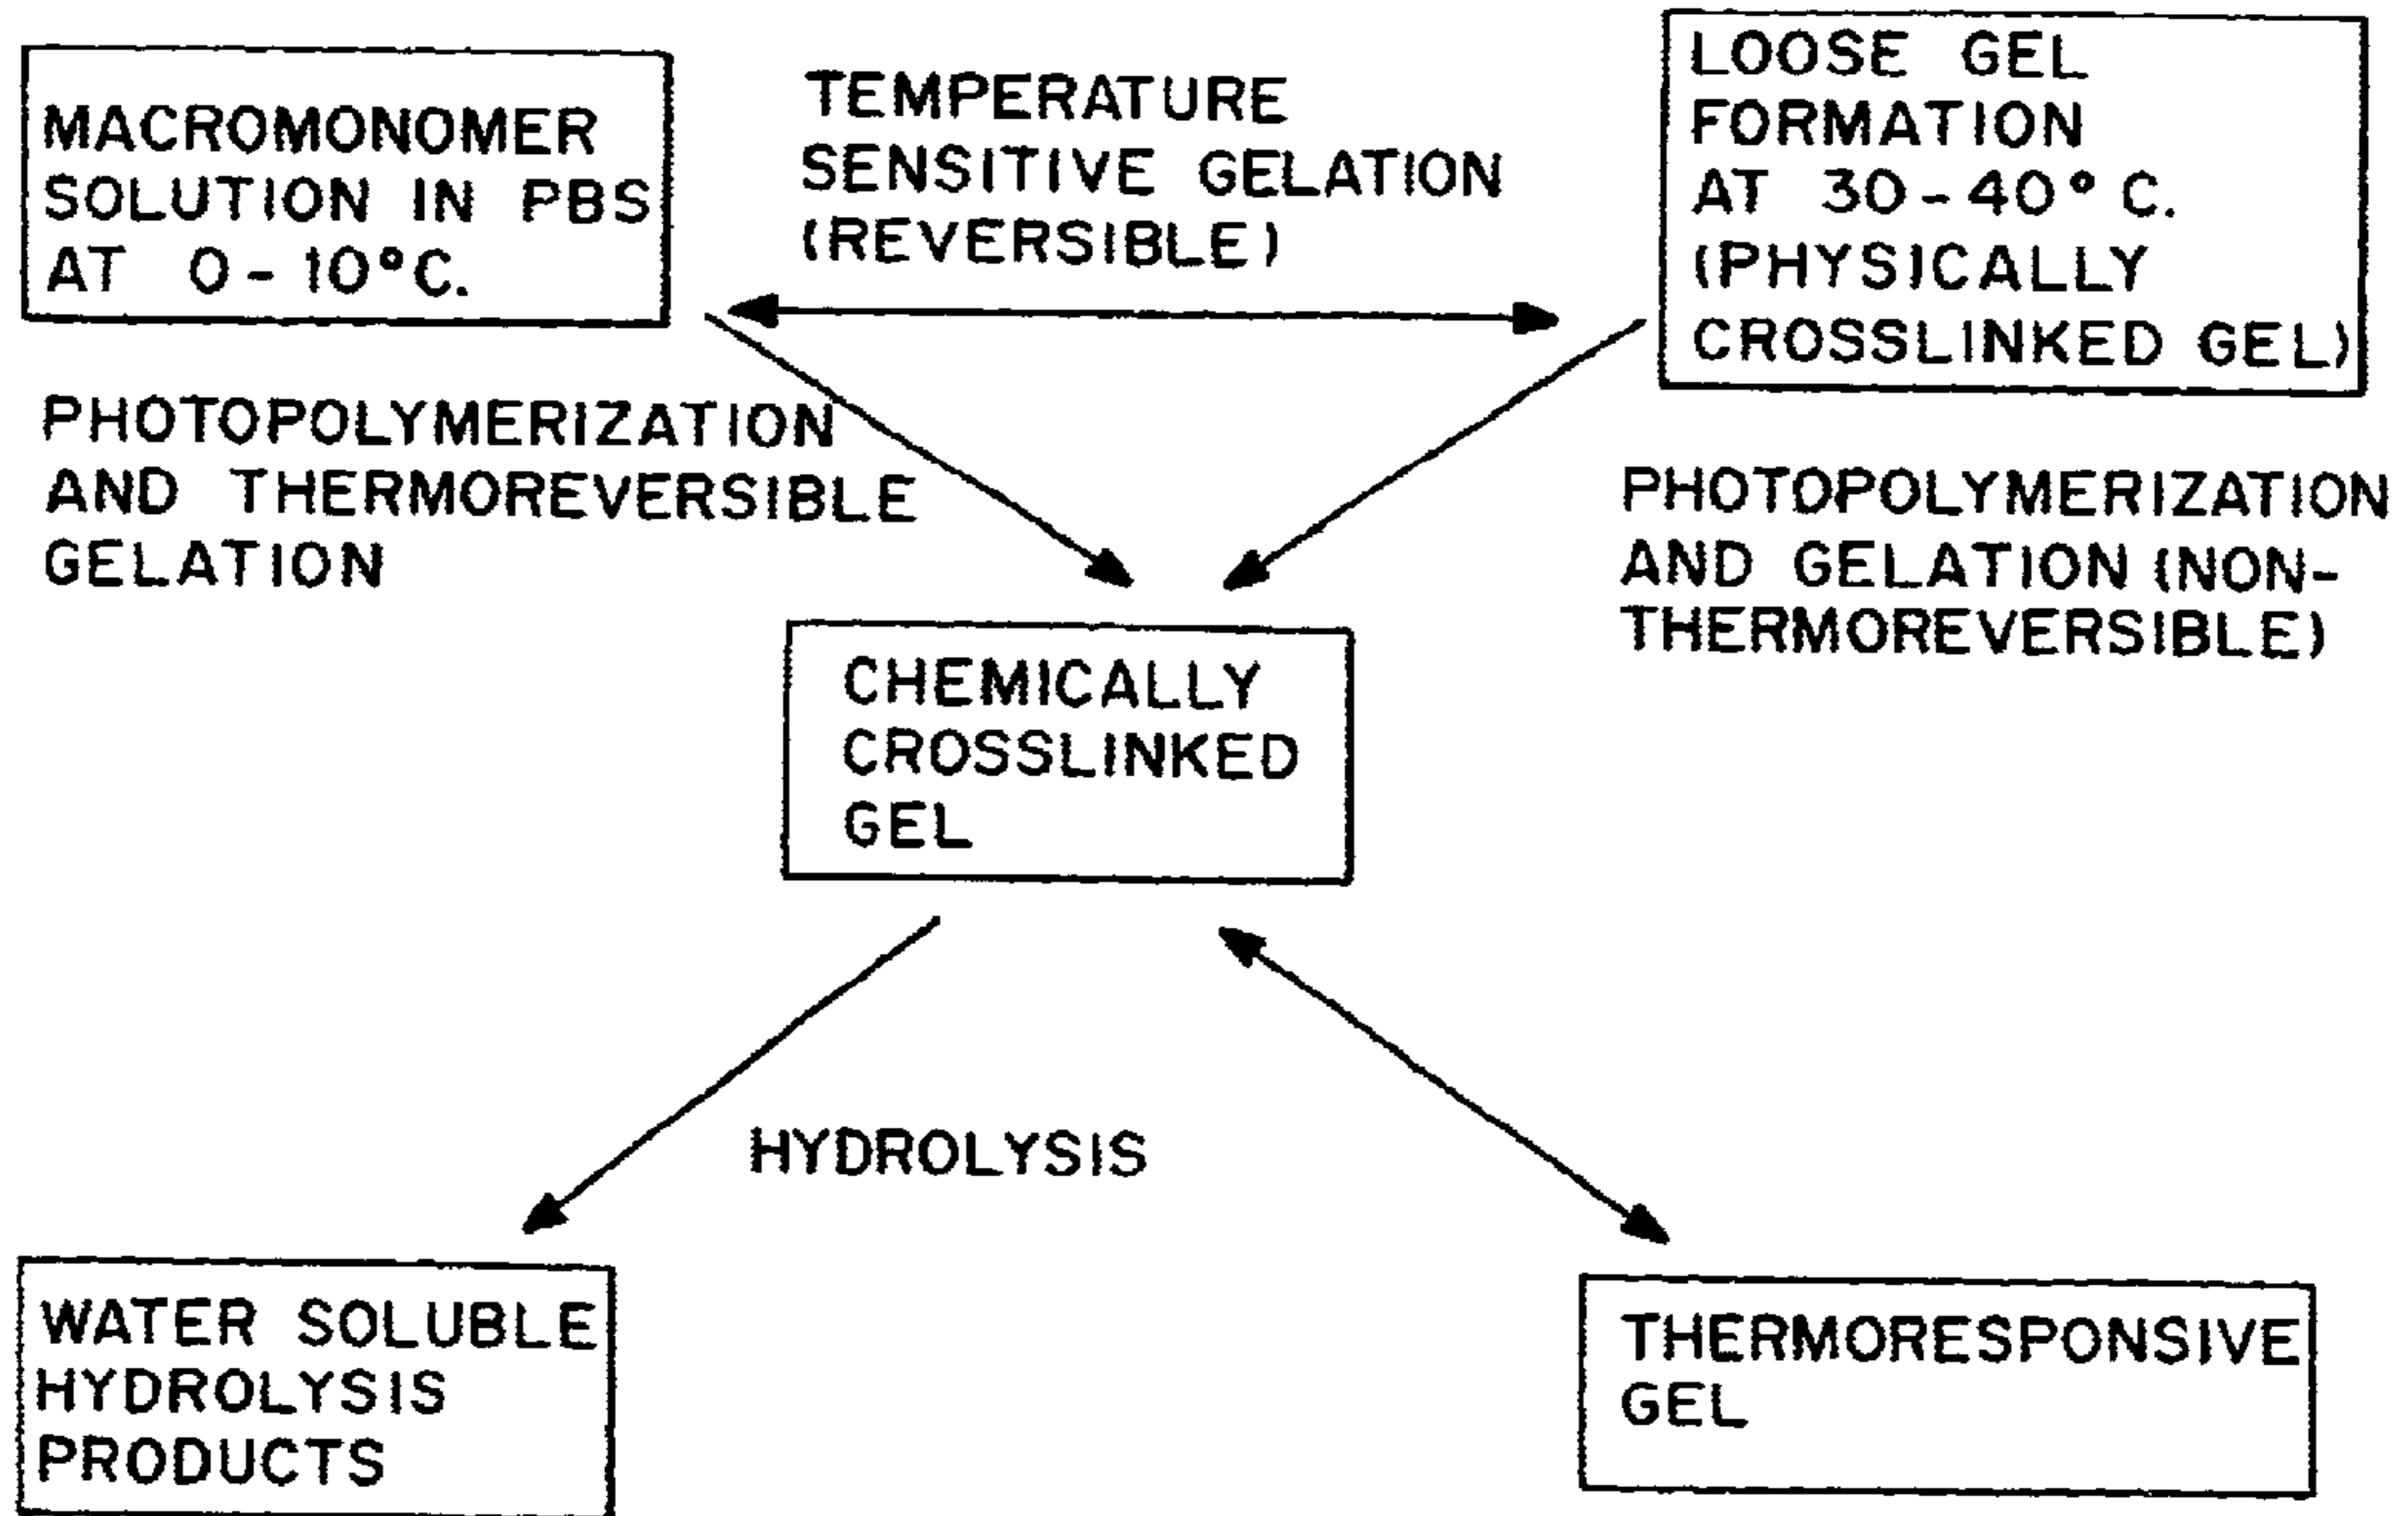 MACROMONOMER
SOLUTION IN PBS
AT 0-10°C.
TEMPERATURE
SENSITIVE GELATION
(REVERSIBLE)
LOOSE GEL
FORMATION
AT 30-40° C.
(PHYSICALLY
CROSSLINKED GEL)
PHOTOPOLYMERIZATION
AND THERMOREVERSIBLE
GELATION
PHOTOPOLYMERIZATION
AND GELATION (NON-
THERMOREVERSIBLE)
CHEMICALLY
CROSSLINKED
GEL
HYDROLYSIS
WATER SOLUBLE
HYDROLYSIS
PRODUCTS
THERMORESPONSIVE
GEL